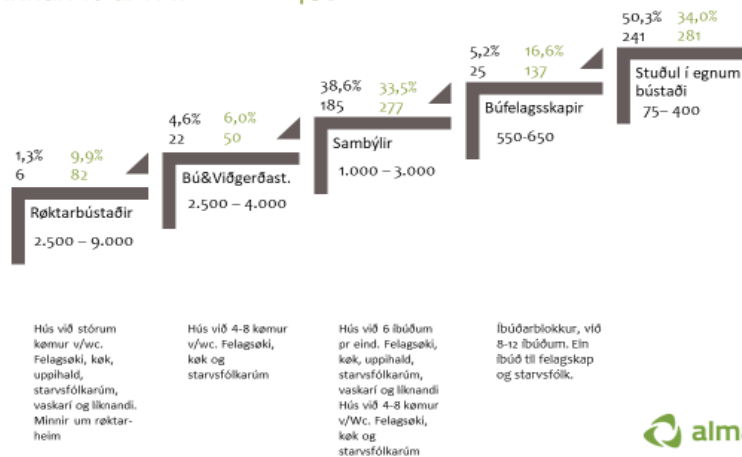 1,3% 9,9%
6 82
Røktarbústaðir
2.500 – 9.000
4,6% 6,0%
22 50
Bú&Viðgerðast.
2.500 – 4.000
38,6% 33,5%
185 277
Sambýlir
1.000 – 3.000
5,2% 16,6%
25 137
Búfelagsskapir
550-650
50,3% 34,0%
241 281
Stuðul í egnum
bústaði
75– 400
Hús við stórum
kømur v/wc.
Felagsøki, køk,
uppihald,
starvsfólkarúm,
vaskarí og líknandi.
Minnir um røktar-
heim
Hús við 4-8 kømur
v/wc. Felagsøki,
køk og
starvsfólkarúm
Hús við 6 íbúðum
pr eind. Felagsøki,
køk, uppihald,
starvsfólkarúm,
vaskarí og líknandi
Hús við 4-8 kømur
v/Wc. Felagsøki,
køk og
starvsfólkarúm
Íbúðarblokkur, við
8-12 íbúðum. Ein
íbúð til felagskap
og starvsfólk.
alm